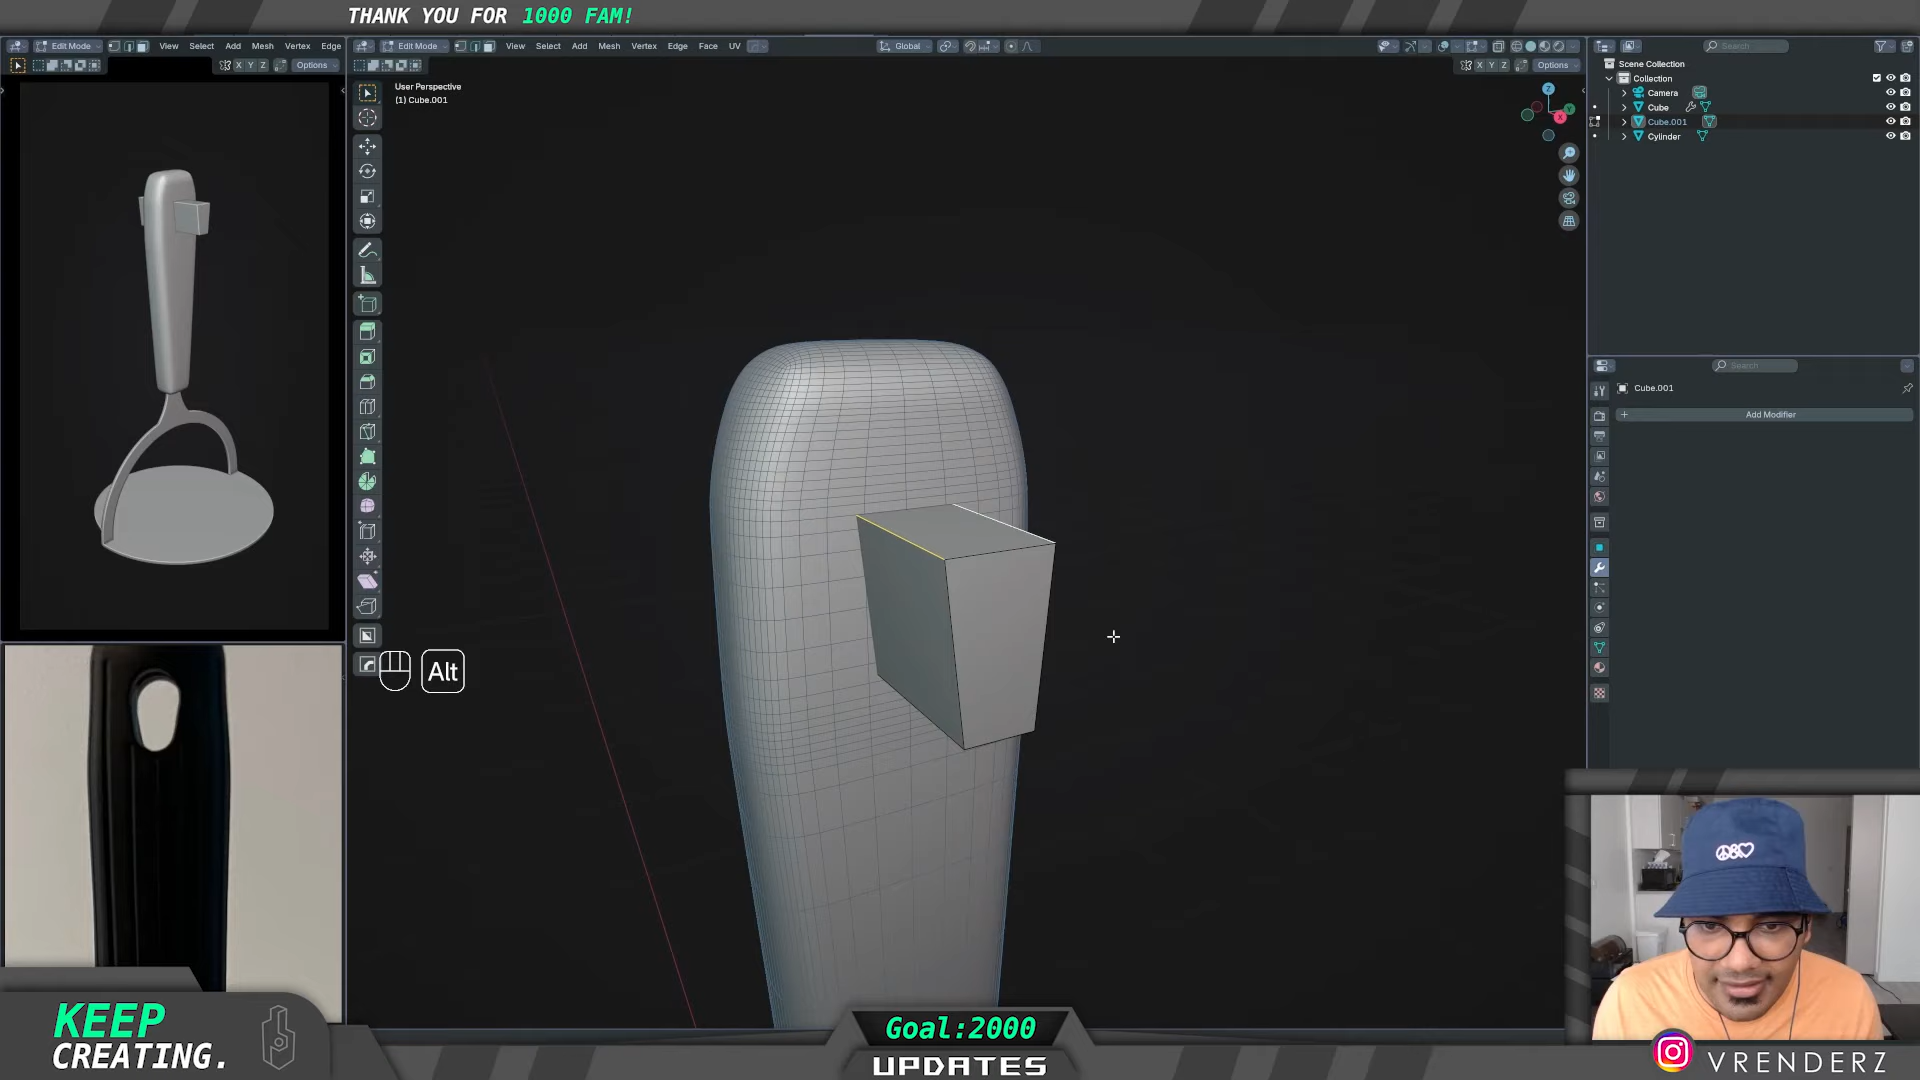 THANK YOU FOR 1000 FAM!
Edit Mode
View
Select
Add
Mesh
Vertex
Edge
X Y Z
Options
Edit Mode
View
Select
Add
Mesh
Vertex
Edge
Face
UV
Global
X Y Z
Options
User Perspective
(1) Cube.001
Z
Y
X
Search
Scene Collection
Collection
Camera
Cube
Cube.001
Cylinder
Search
Cube.001
+ Add Modifier
Alt
KEEP
CREATING.
Goal:2000
UPDATES
VRENDERZ